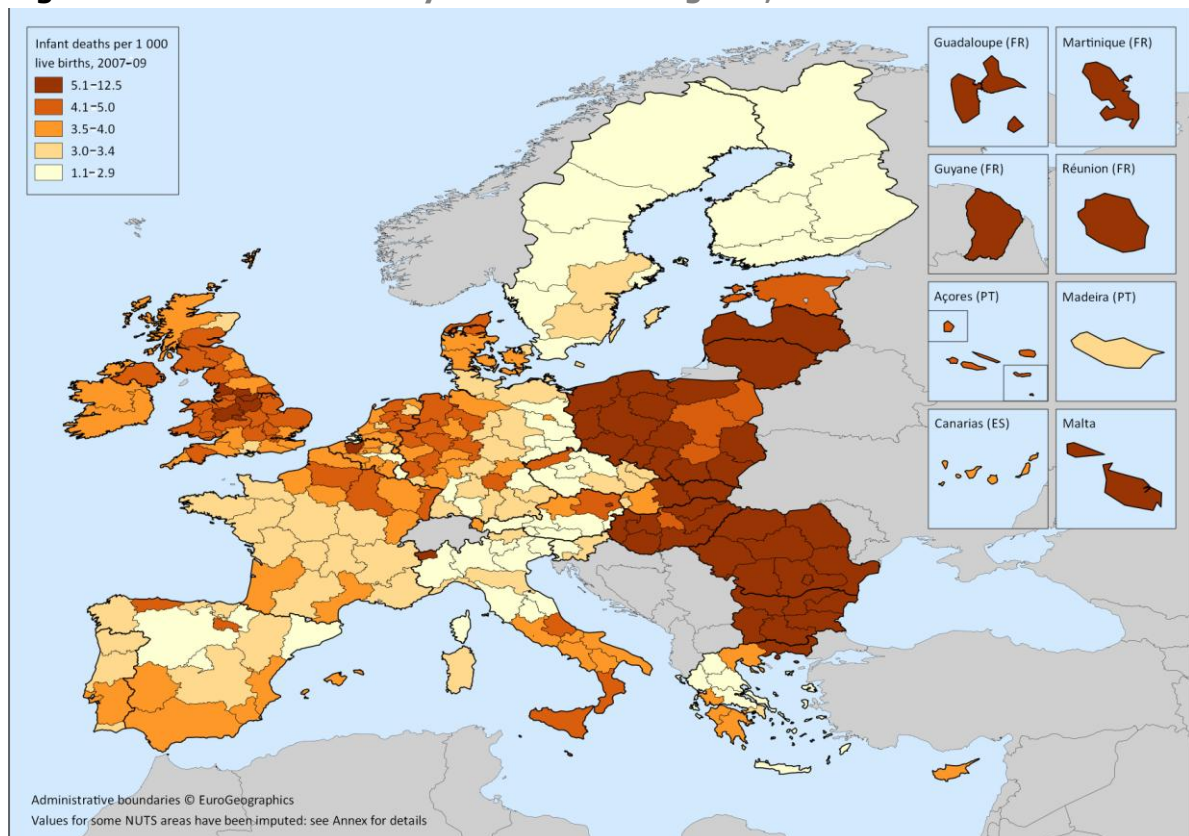 Infant deaths per 1 000
live births, 2007–09
5.1–12.5
4.1–5.0
3.5–4.0
3.0–3.4
1.1–2.9
Guadaloupe (FR)
Martinique (FR)
Guyane (FR)
Réunion (FR)
Açores (PT)
Madeira (PT)
Canarias (ES)
Malta
Administrative boundaries © EuroGeographics
Values for some NUTS areas have been imputed: see Annex for details